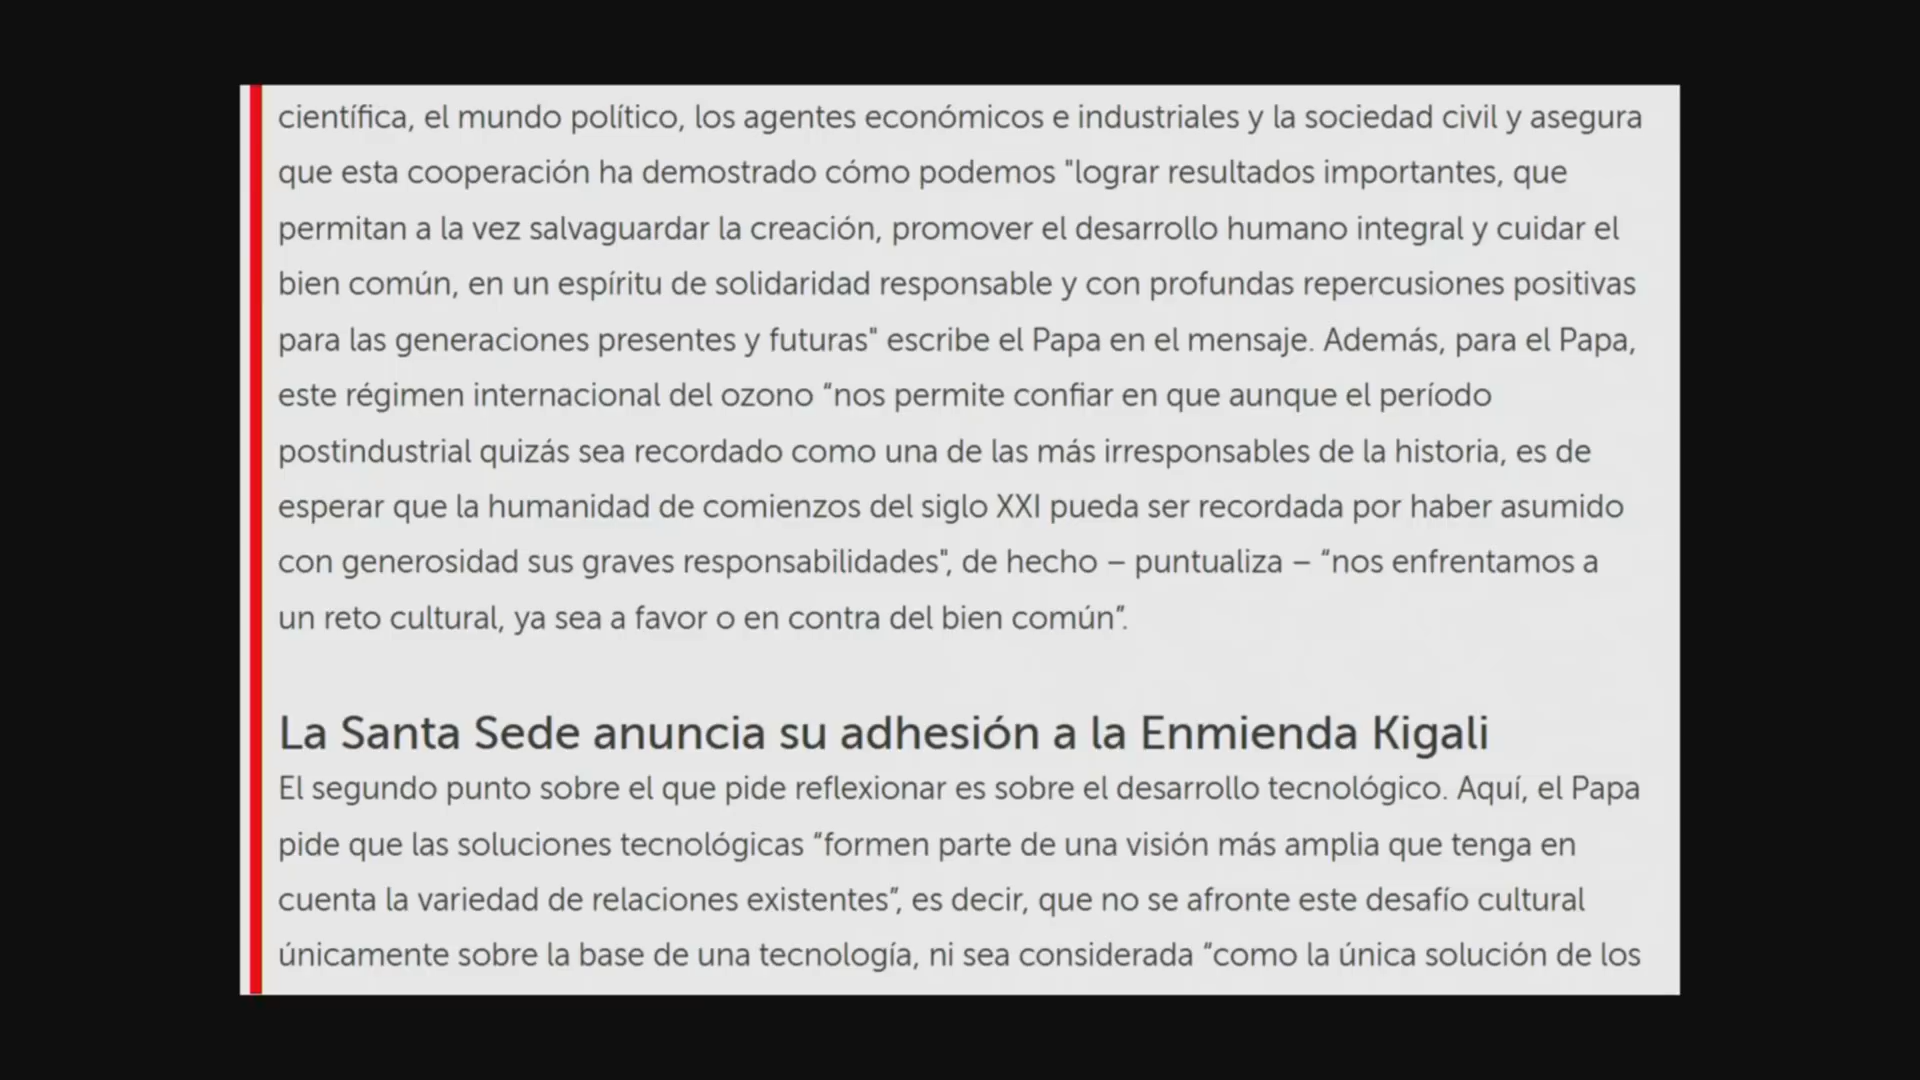 científica, el mundo político, los agentes económicos e industriales y la sociedad civil y asegura
que esta cooperación ha demostrado cómo podemos "lograr resultados importantes, que
permitan a la vez salvaguardar la creación, promover el desarrollo humano integral y cuidar el
bien común, en un espíritu de solidaridad responsable y con profundas repercusiones positivas
para las generaciones presentes y futuras" escribe el Papa en el mensaje. Además, para el Papa,
este régimen internacional del ozono “nos permite confiar en que aunque el período
postindustrial quizás sea recordado como una de las más irresponsables de la historia, es de
esperar que la humanidad de comienzos del siglo XXI pueda ser recordada por haber asumido
con generosidad sus graves responsabilidades", de hecho – puntualiza – “nos enfrentamos a
un reto cultural, ya sea a favor o en contra del bien común”.
La Santa Sede anuncia su adhesión a la Enmienda Kigali
El segundo punto sobre el que pide reflexionar es sobre el desarrollo tecnológico. Aquí, el Papa
pide que las soluciones tecnológicas “formen parte de una visión más amplia que tenga en
cuenta la variedad de relaciones existentes”, es decir, que no se afronte este desafío cultural
únicamente sobre la base de una tecnología, ni sea considerada “como la única solución de los